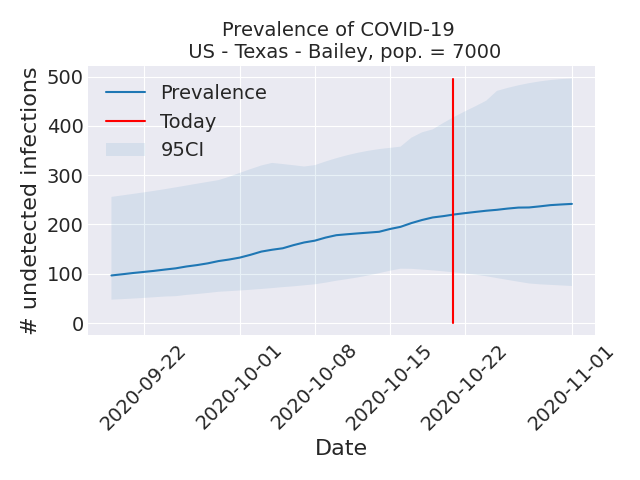 Prevalence of COVID-19
US - Texas - Bailey, pop. = 7000
# undetected infections
500
400
300
200
100
0
Prevalence
Today
95CI
2020-09-22
2020-10-01
2020-10-08
2020-10-15
2020-10-22
2020-11-01
Date